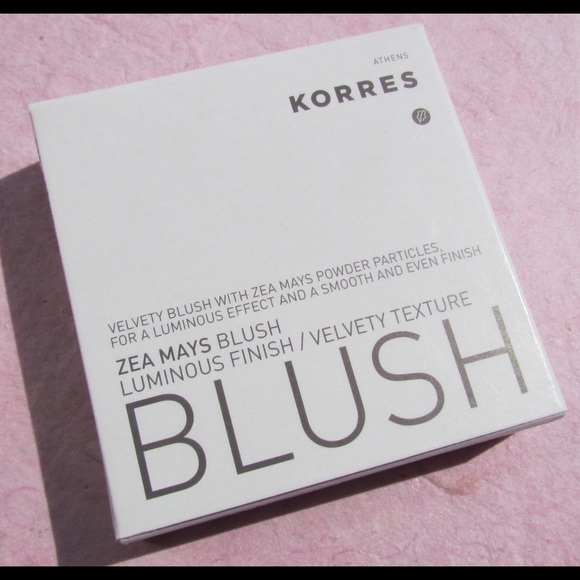 ATHENS
KORRES
VELVETY BLUSH WITH ZEA MAYS POWDER PARTICLES,
FOR A LUMINOUS EFFECT AND A SMOOTH AND EVEN FINISH
ZEA MAYS BLUSH
LUMINOUS FINISH / VELVETY TEXTURE
BLUSH